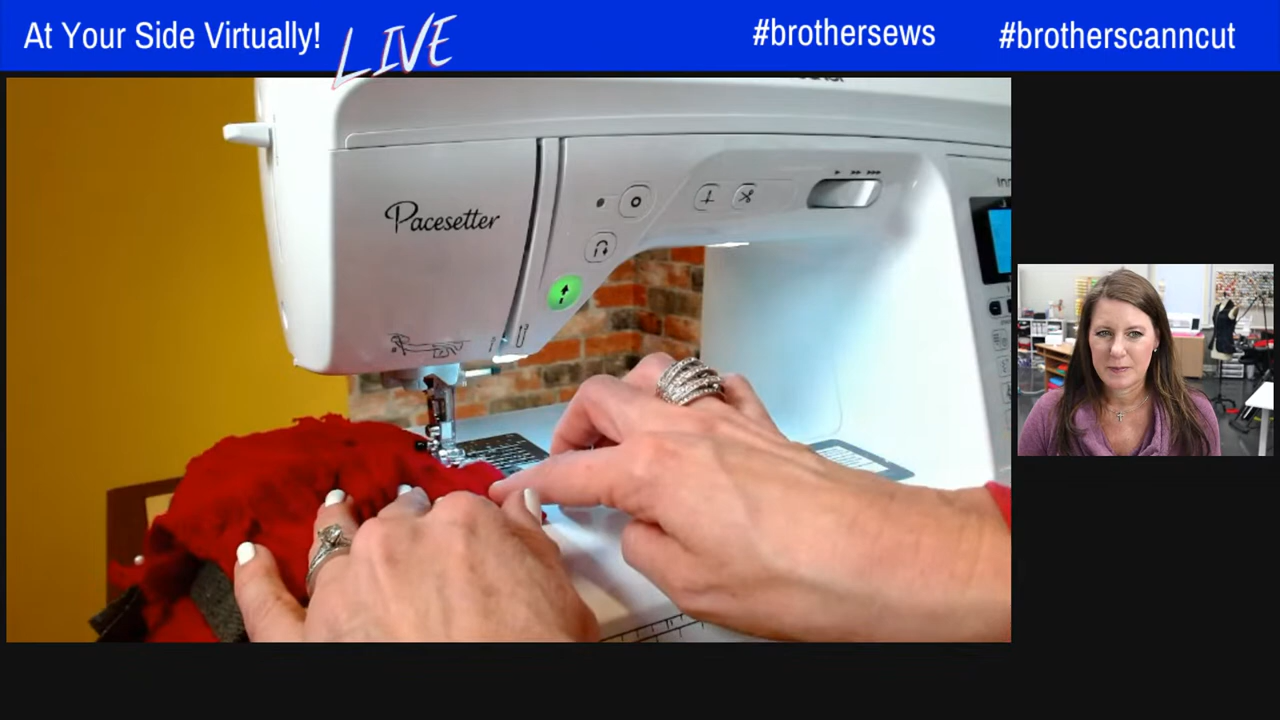 At Your Side Virtually!
LIVE
#brothersews
#brotherscanncut
Pacesetter